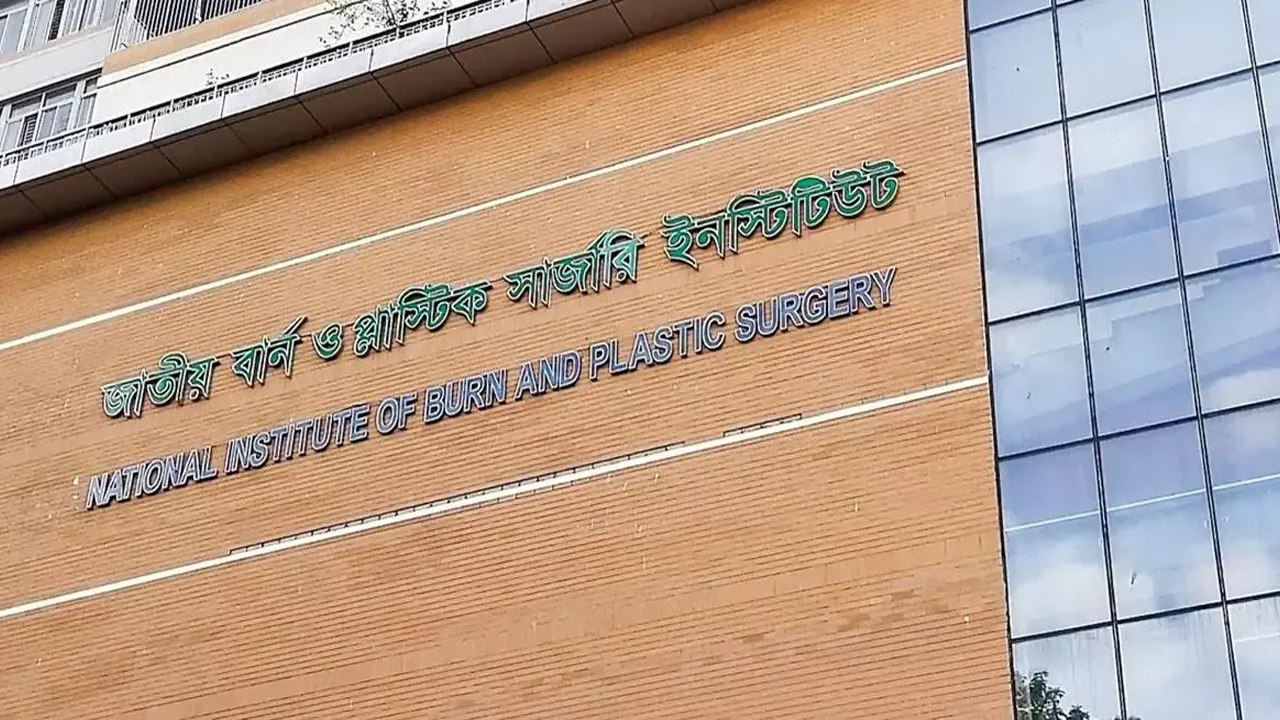 জাতীয় বার্ন ও প্লাস্টিক সার্জারি ইনস্টিটিউট
NATIONAL INSTITUTE OF BURN AND PLASTIC SURGERY